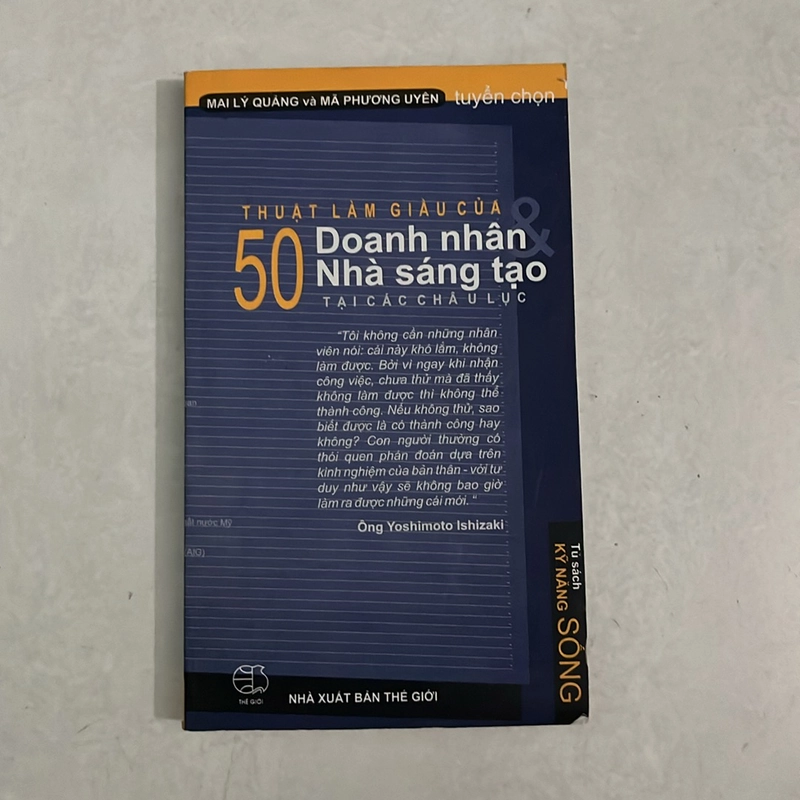 MAI LÝ QUẢNG và MÃ PHƯƠNG UYÊN tuyển chọn
THUẬT LÀM GIÀU CỦA
50 Doanh nhân &
Nhà sáng tạo
TẠI CÁC CHÂU LỤC
"Tôi không cần những nhân
viên nói: cái này khó lắm, không
làm được. Bởi vì ngay khi nhận
công việc, chưa thử mà đã thấy
không làm được thì không thể
thành công. Nếu không thử, sao
biết được là có thành công hay
không? Con người thường có
thói quen phán đoán dựa trên
kinh nghiệm của bản thân - với tư
duy như vậy sẽ không bao giờ
làm ra được những cái mới."
Ông Yoshimoto Ishizaki
nước Mỹ
(AIG)
Tủ sách
KỸ NĂNG SỐNG
THẾ GIỚI
NHÀ XUẤT BẢN THẾ GIỚI